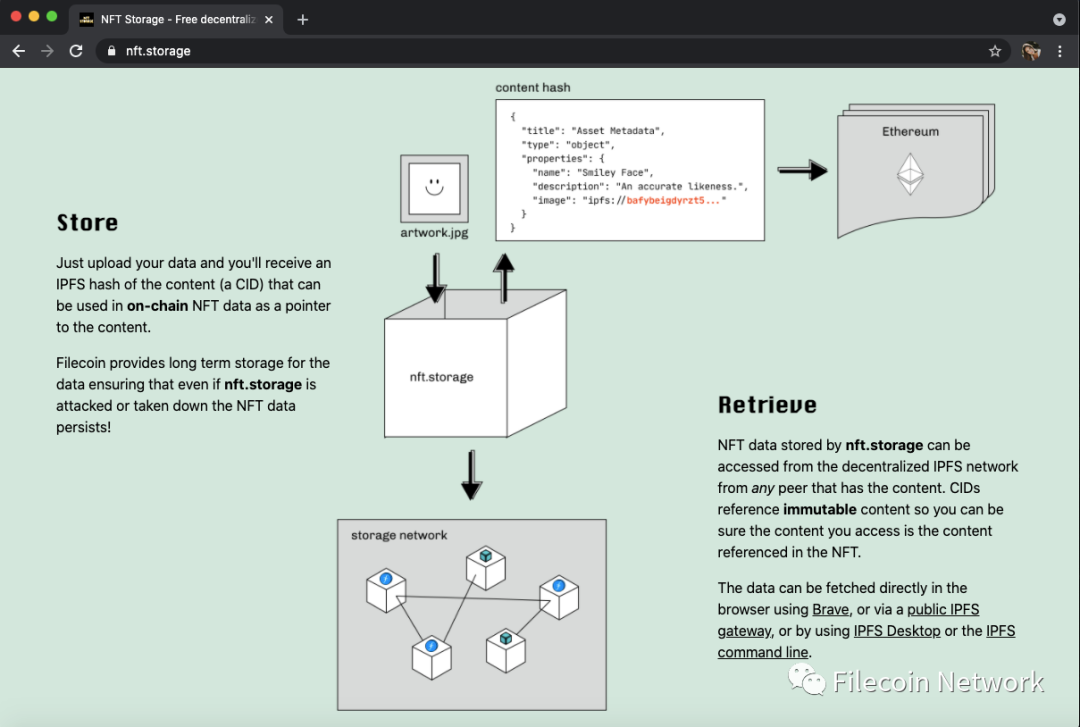 NFT Storage - Free decentraliz
nft.storage
content hash
{
"title": "Asset Metadata",
"type": "object",
"properties": {
"name": "Smiley Face",
"description": "An accurate likeness.",
"image": "ipfs://bafybeigdyrzt5..."
}
}
Ethereum
artwork.jpg
Store
Just upload your data and you'll receive an
IPFS hash of the content (a CID) that can
be used in on-chain NFT data as a pointer
to the content.
Filecoin provides long term storage for the
data ensuring that even if nft.storage is
attacked or taken down the NFT data
persists!
nft.storage
storage network
Retrieve
NFT data stored by nft.storage can be
accessed from the decentralized IPFS network
from any peer that has the content. CIDs
reference immutable content so you can be
sure the content you access is the content
referenced in the NFT.
The data can be fetched directly in the
browser using Brave, or via a public IPFS
gateway, or by using IPFS Desktop or the IPFS
command line.
Filecoin Network